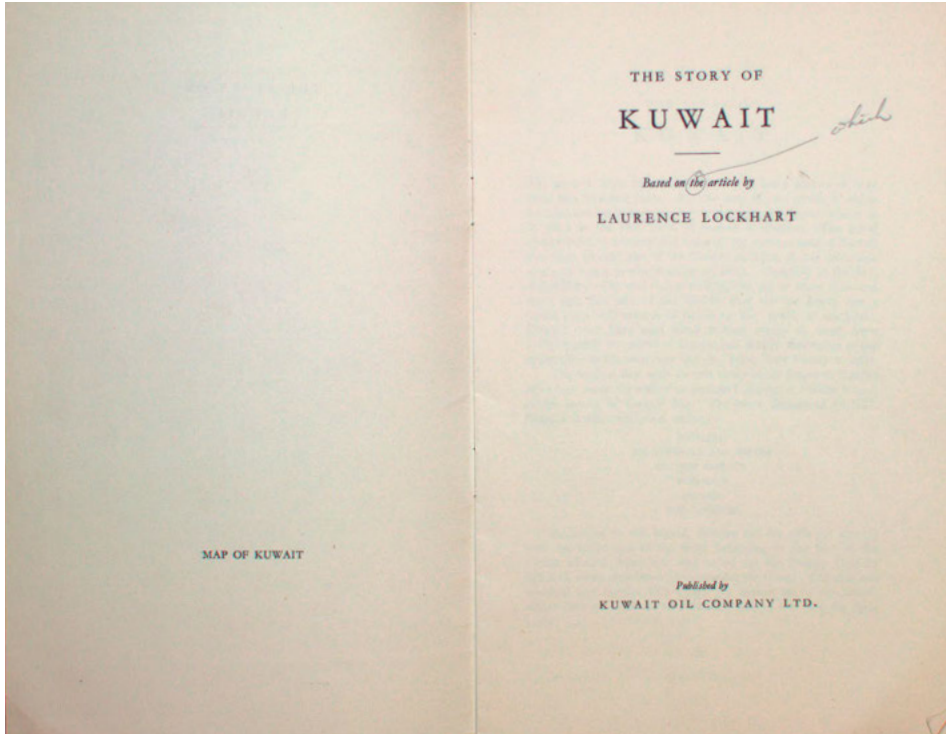 MAP OF KUWAIT
THE STORY OF
KUWAIT
Based on the article by
LAURENCE LOCKHART
Published by
KUWAIT OIL COMPANY LTD.